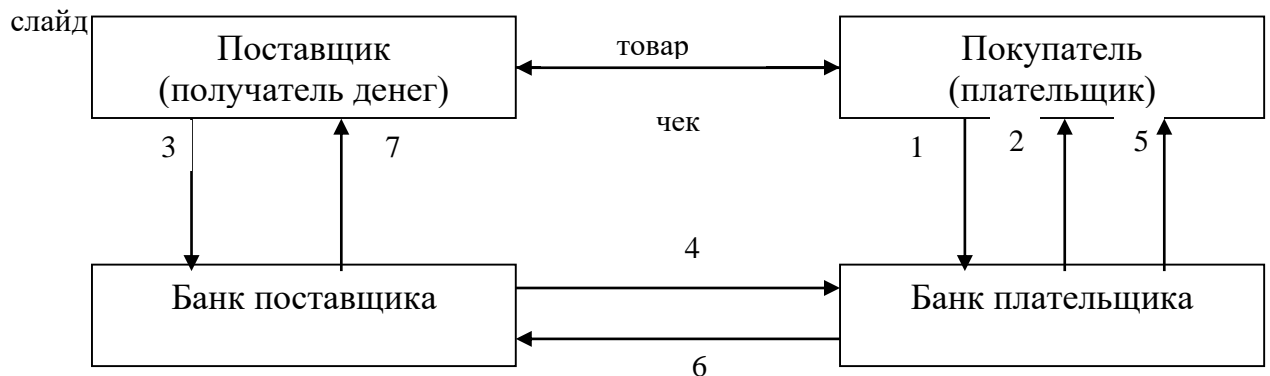 слайд
Поставщик
(получатель денег)
товар
Покупатель
(плательщик)
чек
3
7
1
2
5
4
Банк поставщика
Банк плательщика
6